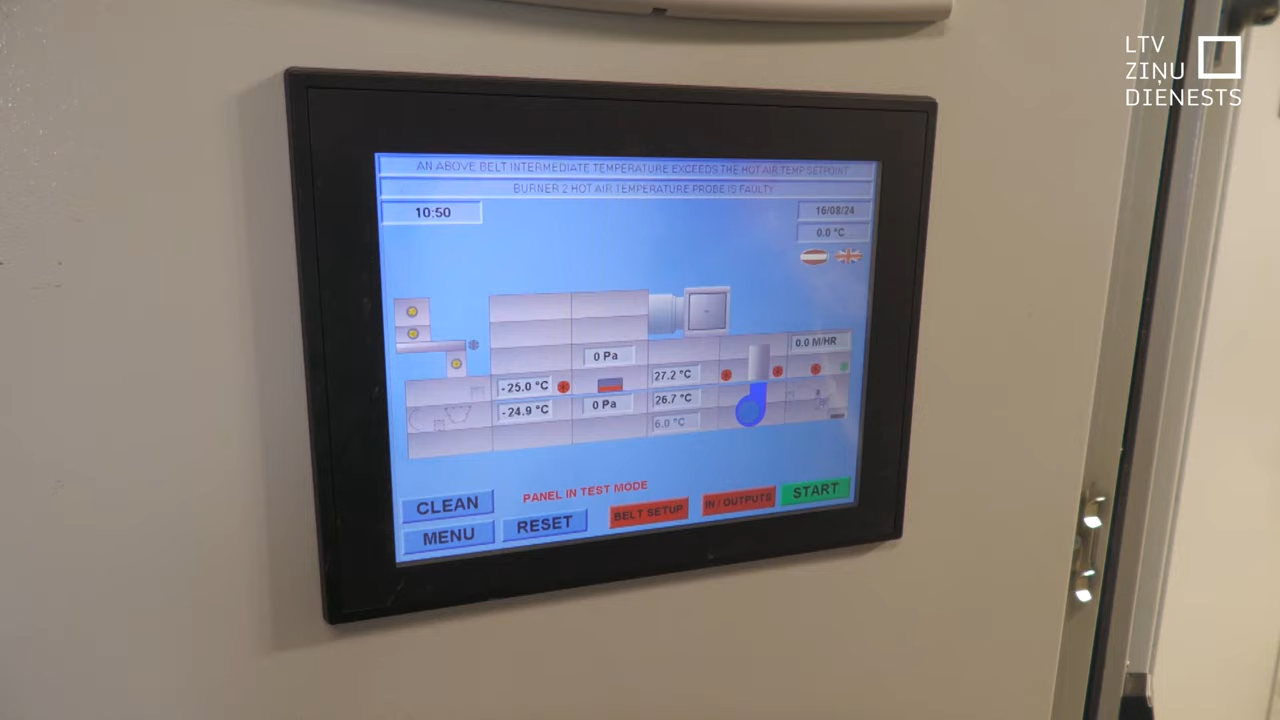 LTV
ZIŅU
DIENESTS
AN ABOVE BELT INTERMEDIATE TEMPERATURE EXCEEDS THE HOT AIR TEMP SETPOINT
BURNER 2 HOT AIR TEMPERATURE PROBE IS FAULTY
10:50
16/08/24
0.0 °C
0.0 M/HR
0 Pa
-25.0 °C
27.2 °C
-24.9 °C
0 Pa
26.7 °C
6.0 °C
CLEAN
PANEL IN TEST MODE
MENU
RESET
BELT SETUP
IN / OUTPUTS
START